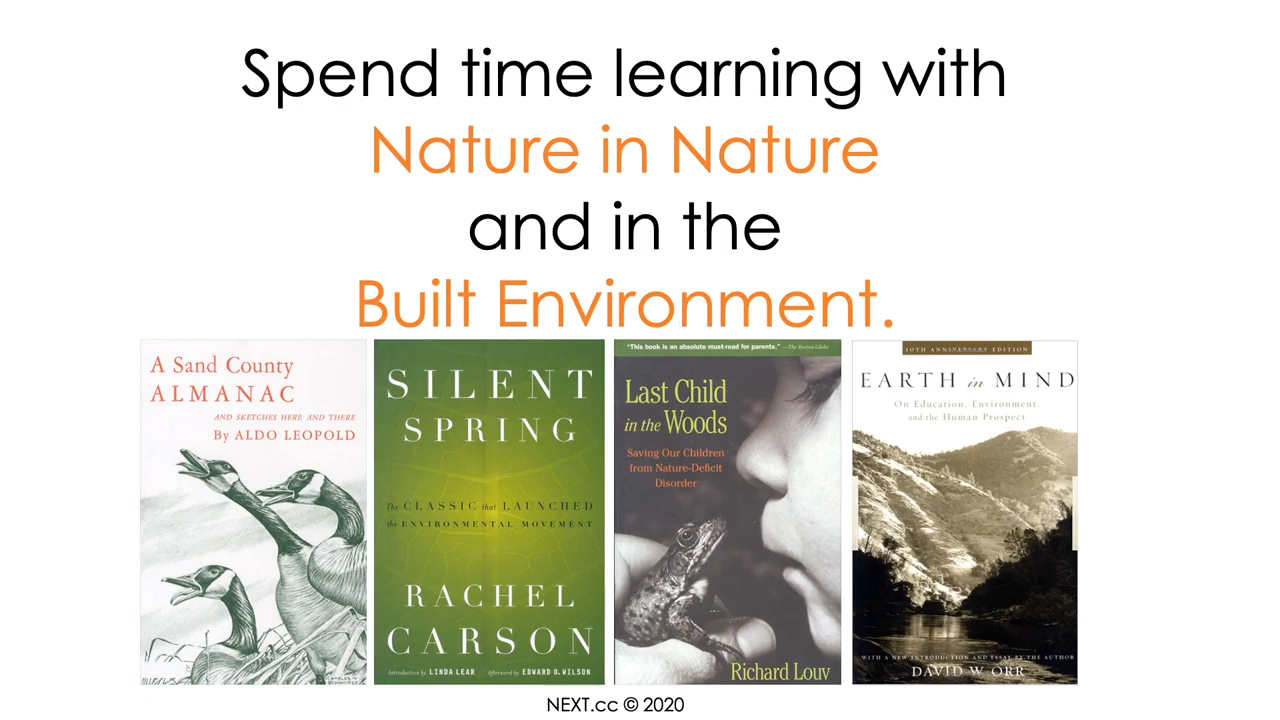 Spend time learning with
Nature in Nature
and in the
Built Environment.
A Sand County
ALMANAC
AND SKETCHES HERE AND THERE
By ALDO LEOPOLD
SILENT
SPRING
The CLASSIC that LAUNCHED
the ENVIRONMENTAL MOVEMENT
RACHEL
CARSON
Introduction by LINDA LEAR Afterword by EDWARD O. WILSON
"This book is an absolute must-read for parents." —The Boston Globe
Last Child
in the Woods
Saving Our Children
from Nature-Deficit
Disorder
Richard Louv
10TH ANNIVERSARY EDITION
EARTH in MIND
On Education, Environment,
and the Human Prospect
WITH A NEW INTRODUCTION AND ESSAY BY THE AUTHOR
DAVID W. ORR
NEXT.cc © 2020